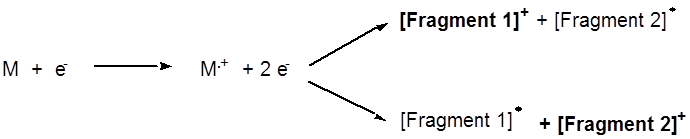 [Fragment 1]⁺ + [Fragment 2]•
M + e⁻ M·⁺ + 2 e⁻
[Fragment 1]• + [Fragment 2]⁺